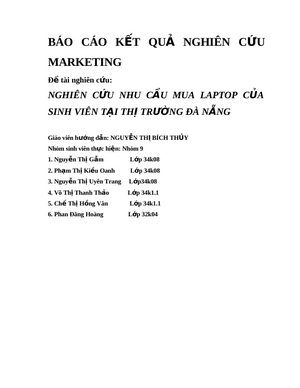 BÁO CÁO KẾT QUẢ NGHIÊN CỨU
MARKETING
Đề tài nghiên cứu:
NGHIÊN CỨU NHU CẦU MUA LAPTOP CỦA
SINH VIÊN TẠI THỊ TRƯỜNG ĐÀ NẴNG
Giáo viên hướng dẫn: NGUYỄN THỊ BÍCH THỦY
Nhóm sinh viên thực hiện: Nhóm 9
1. Nguyễn Thị Gấm Lớp 34k08
2. Phạm Thị Kiều Oanh Lớp 34k08
3. Nguyễn Thị Uyên Trang Lớp34k08
4. Võ Thị Thanh Thảo Lớp 34k1.1
5. Chế Thị Hồng Vân Lớp 34k1.1
6. Phan Đăng Hoàng Lớp 32k04